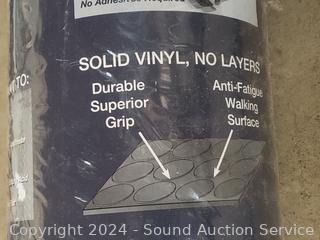 No Adhesive Required
SOLID VINYL, NO LAYERS
Durable
Superior
Grip
Anti-Fatigue
Walking
Surface
TO:
Copyright 2024 - Sound Auction Service